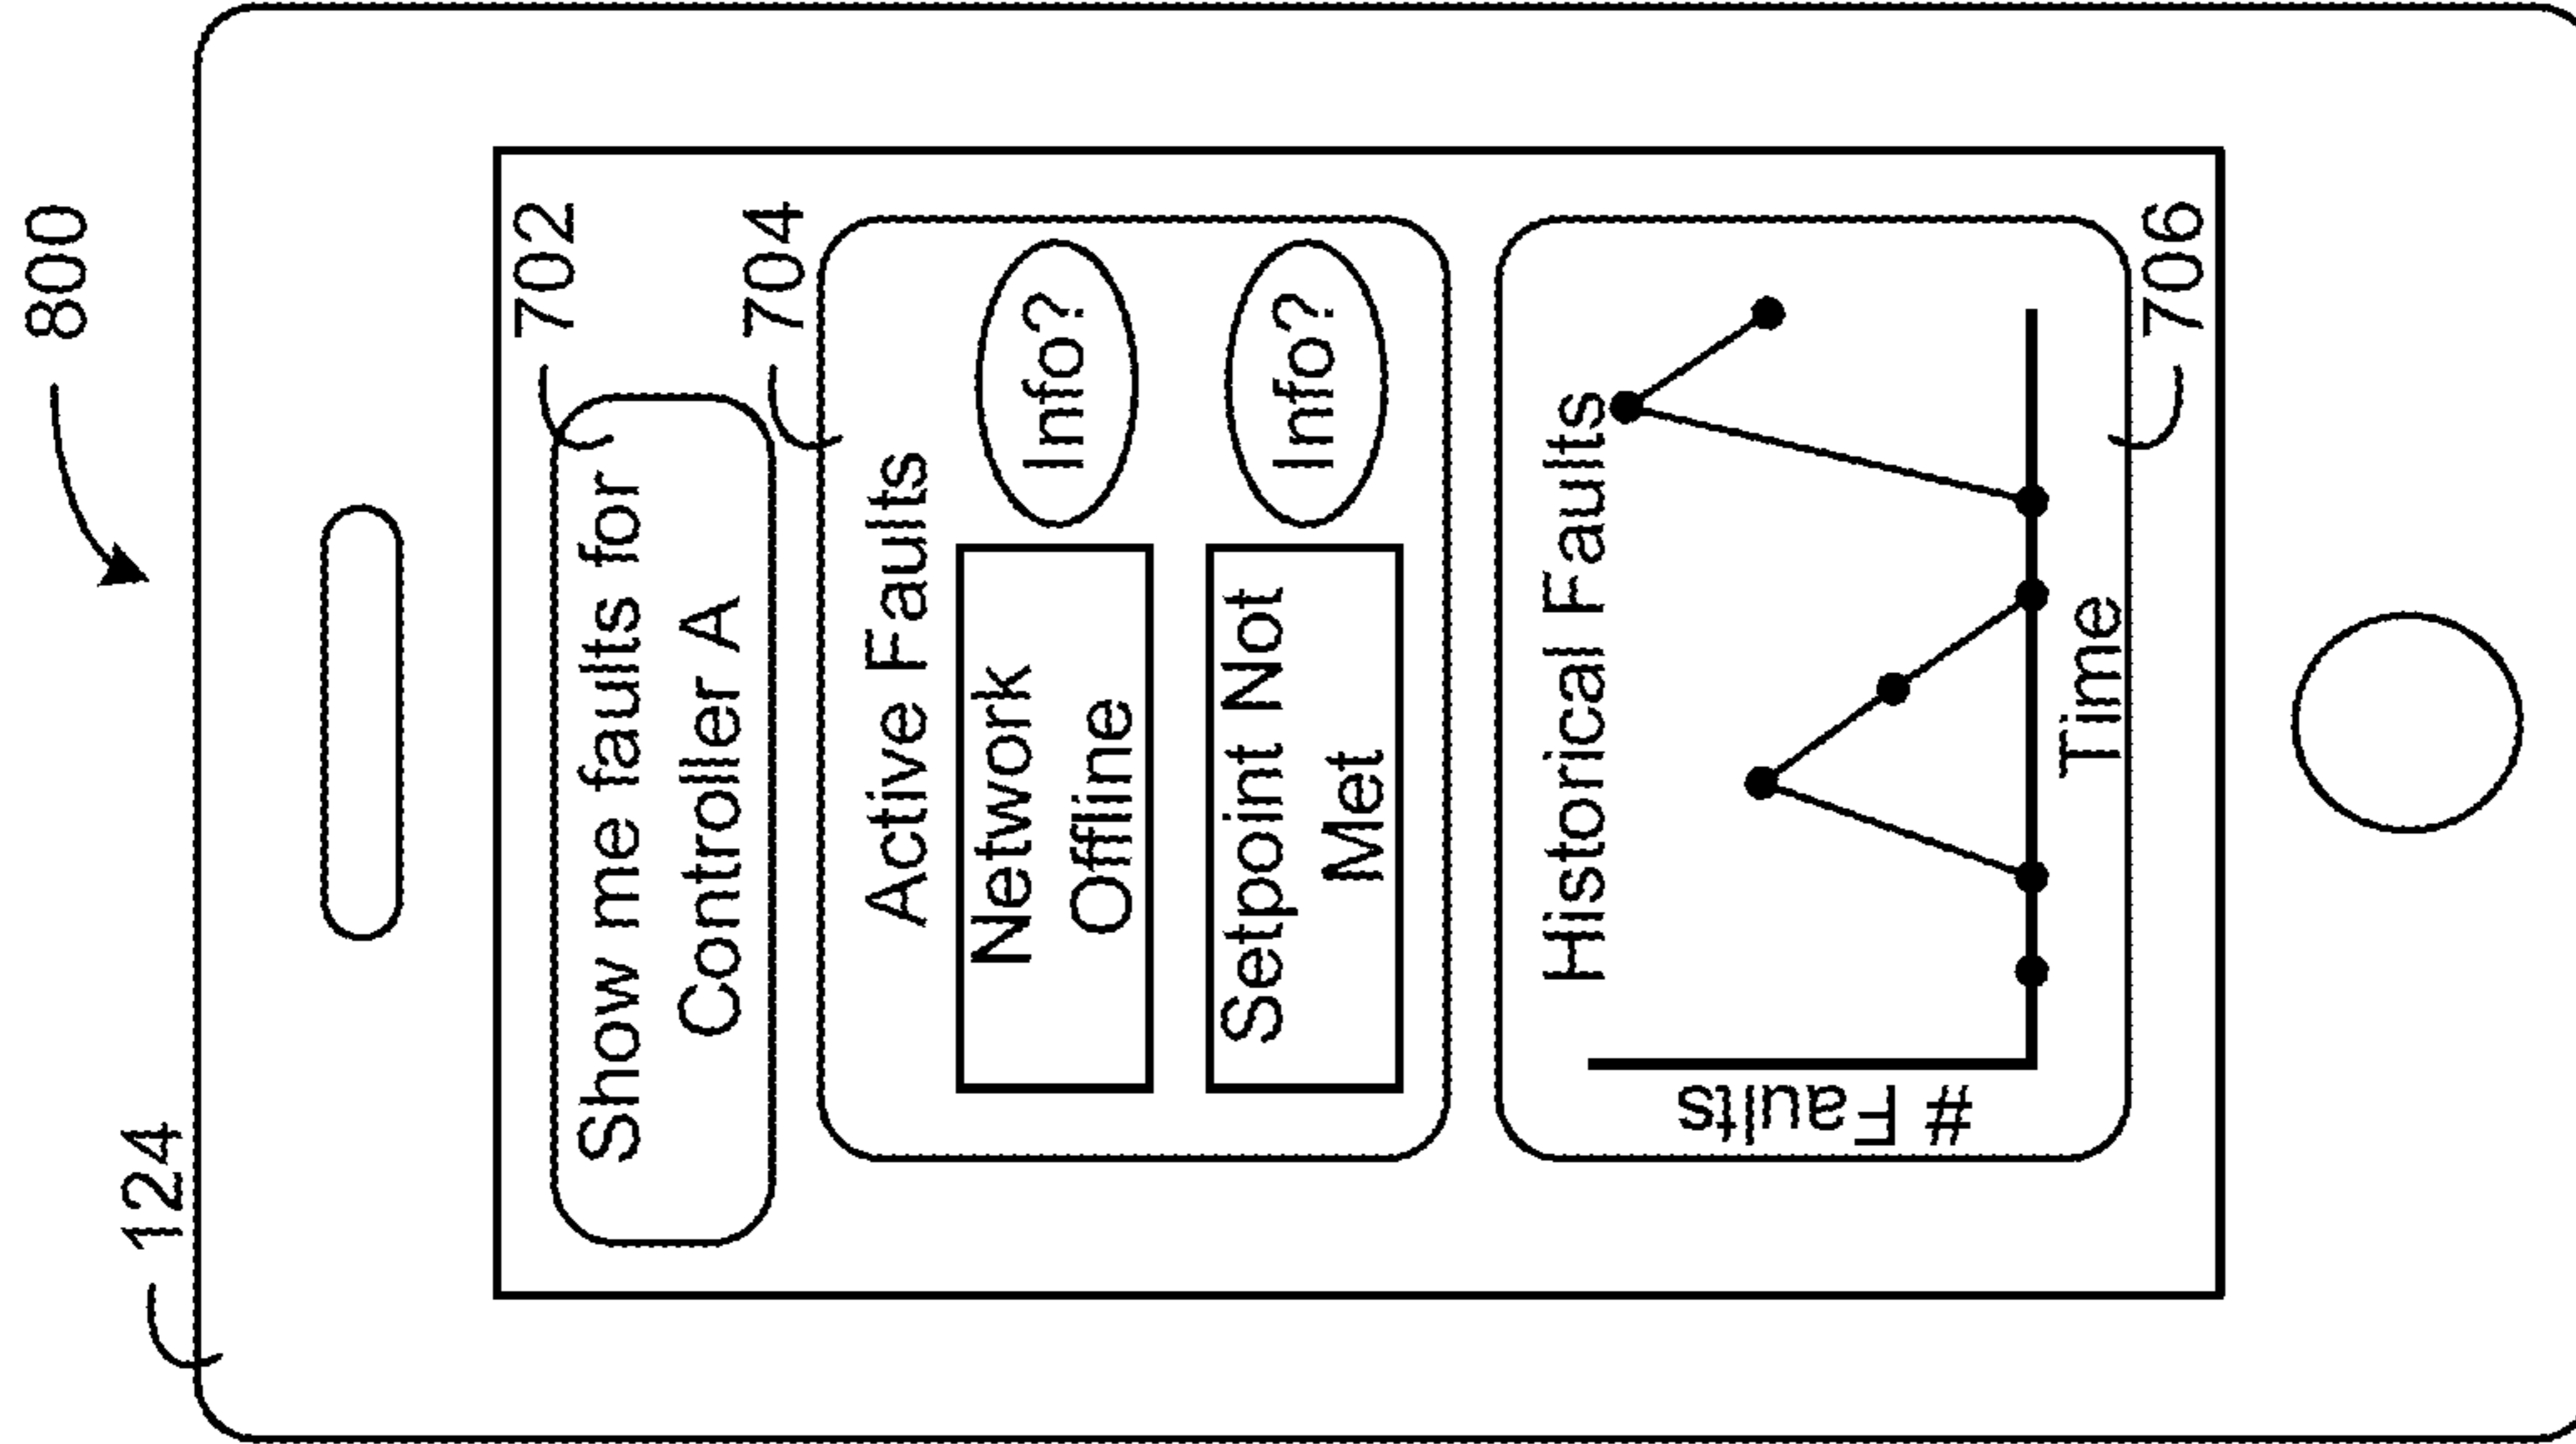 800
124
702
Show me faults for
Controller A
704
Active Faults
Network
Offline
Info?
Setpoint Not
Met
Info?
Historical Faults
# Faults
Time
706